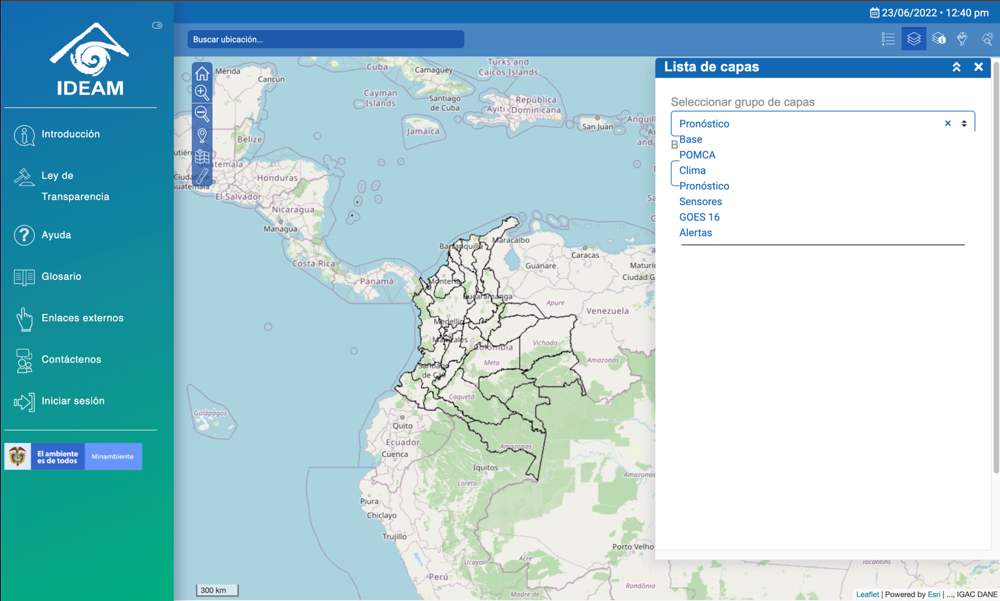 23/06/2022 • 12:40 pm
IDEAM
Buscar ubicación...
Introducción
Ley de
Transparencia
Ayuda
Glosario
Enlaces externos
Contáctenos
Iniciar sesión
El ambiente
es de todos
Minambiente
Lista de capas
Seleccionar grupo de capas
Pronóstico
Base
B
POMCA
Clima
Pronóstico
Sensores
GOES 16
Alertas
Mérida
Cancún
Cuba
Camagüey
Turks and
Caicos Islands
Cayman
Islands
Santiago
de Cuba
República
Ayiti Dominicana
San Juan
Jamaica
Belize
Guatemala
Honduras
El Salvador
Nicaragua
Managua
Costa Rica
Panamá
Barranquilla
Maracaibo
Caracas
Guanare
Montería
Bucaramanga
Apure
Venezuela
Medellín
Manizales
Colombia
Vichada
Meta
Amazonas
Santiago
de Cali
Caquetá
Galápagos
Quito
Ecuador
Cuenca
Amazonas
Iquitos
Loreto
Amazonas
Piura
Chiclayo
Trujillo
Porto Velho
Acre
Ucayali
Perú
Rondônia
Madre de
Tocantins
300 km
Leaflet | Powered by Esri | ..., IGAC DANE